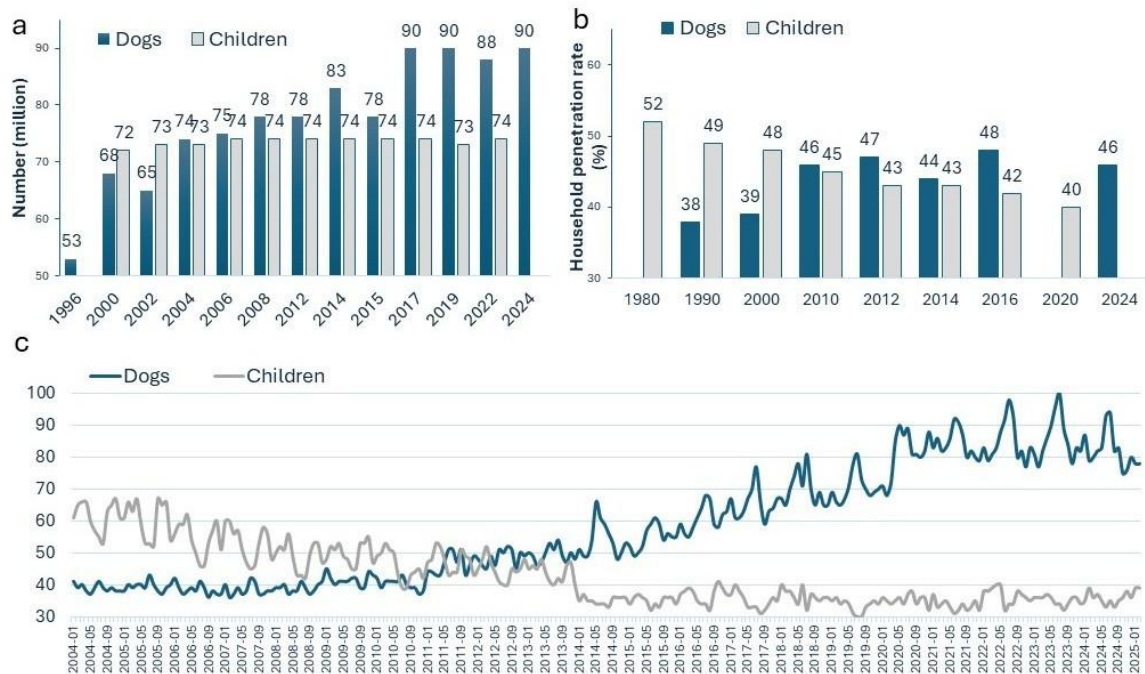 a
Dogs Children
Number (million)
90
80
70
60
50
53 68 72 65 73 74 73 75 74 78 74 78 74 83 74 78 74 90 74 90 73 88 74 90
1996 2000 2002 2004 2006 2008 2012 2014 2015 2017 2019 2022 2024
b
Dogs Children
Household penetration rate
(%)
60
50
40
30
52 38 49 39 48 46 45 47 43 44 43 48 42 40 46
1980 1990 2000 2010 2012 2014 2016 2020 2024
c
Dogs Children
100
90
80
70
60
50
40
30
2004-01 2004-05 2004-09 2005-01 2005-05 2005-09 2006-01 2006-05 2006-09 2007-01 2007-05 2007-09 2008-01 2008-05 2008-09 2009-01 2009-05 2009-09 2010-01 2010-05 2010-09 2011-01 2011-05 2011-09 2012-01 2012-05 2012-09 2013-01 2013-05 2013-09 2014-01 2014-05 2014-09 2015-01 2015-05 2015-09 2016-01 2016-05 2016-09 2017-01 2017-05 2017-09 2018-01 2018-05 2018-09 2019-01 2019-05 2019-09 2020-01 2020-05 2020-09 2021-01 2021-05 2021-09 2022-01 2022-05 2022-09 2023-01 2023-05 2023-09 2024-01 2024-05 2024-09 2025-01